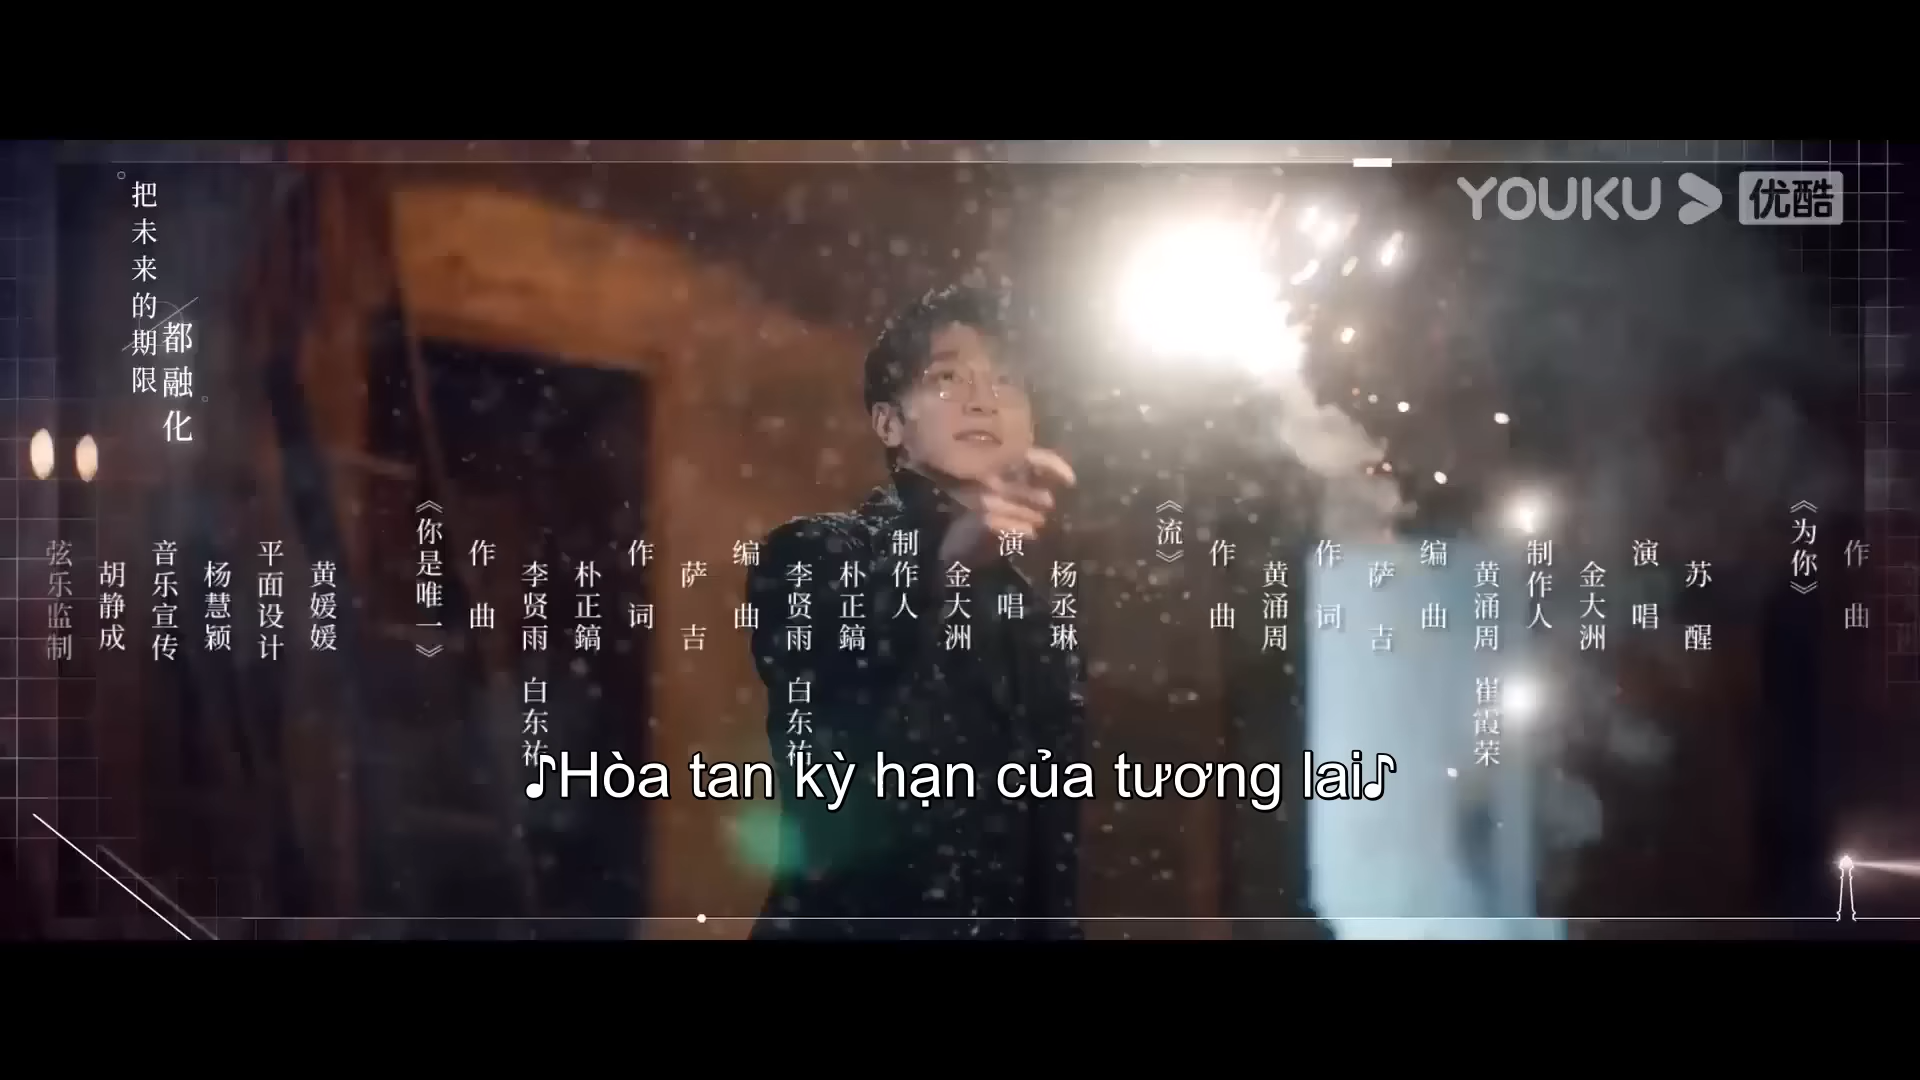 YOUKU 优酷
把未来的期限
都融化
弦乐监制
胡静成
音乐宣传
杨慧颖
平面设计
黄媛媛
《你是唯一》
作曲
李贤雨 白东祐
朴正鎬
作词
萨吉
编曲
李贤雨 白东祐
朴正鎬
制作人
金大洲
演唱
杨丞琳
《流》
作曲
黄涌周
作词
萨吉
编曲
黄涌周 崔霞荣
制作人
金大洲
演唱
苏醒
《为你》
作曲
♪Hòa tan kỳ hạn của tương lai♪